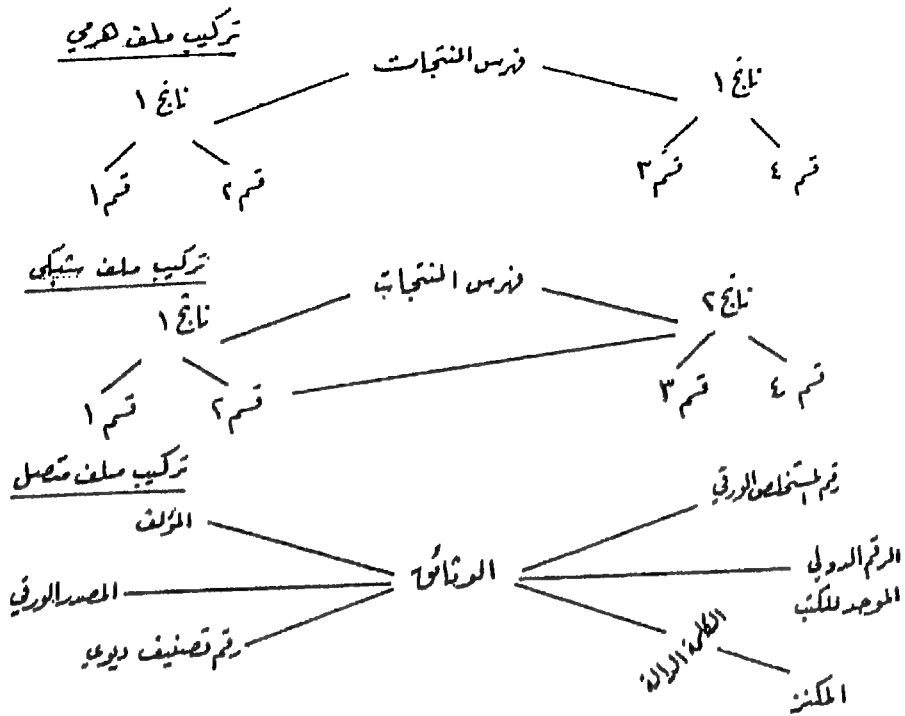 تركيب ملف هرمي
فهرس المنتجات
ناتج ١
ناتج ١
قسم ٤
قسم ٣
قسم ٢
قسم ١
تركيب ملف شبكي
فهرس المنتجات
ناتج ٢
ناتج ١
قسم ٤
قسم ٣
قسم ٢
قسم ١
تركيب ملف متصل
رقم المستخلص الورقي
المؤلف
الوثائق
الرقم الدولي
الموحد للكتب
المصدر الورقي
رقم تصنيف ديوي
الكلمة الدالة
المكنز